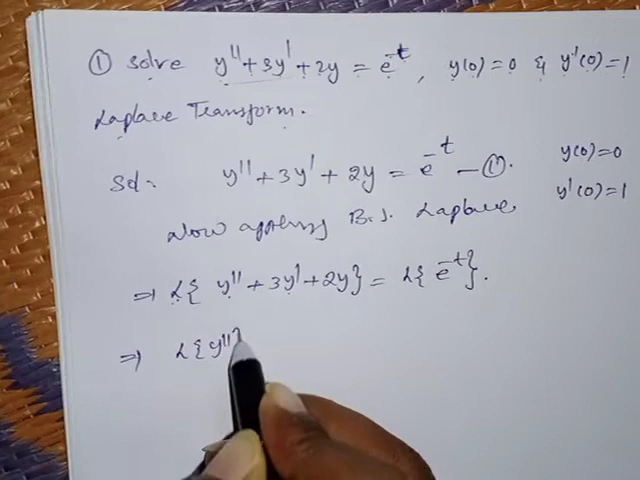 ① Solve y'' + 3y' + 2y = e^-t, y(0) = 0 & y'(0) = 1
Laplace Transform.
Sol: y'' + 3y' + 2y = e^-t — ①. y(0) = 0
y'(0) = 1
Now applying B.S. Laplace
⇒ L{ y'' + 3y' + 2y} = L{ e^-t}.
⇒ L{y''}